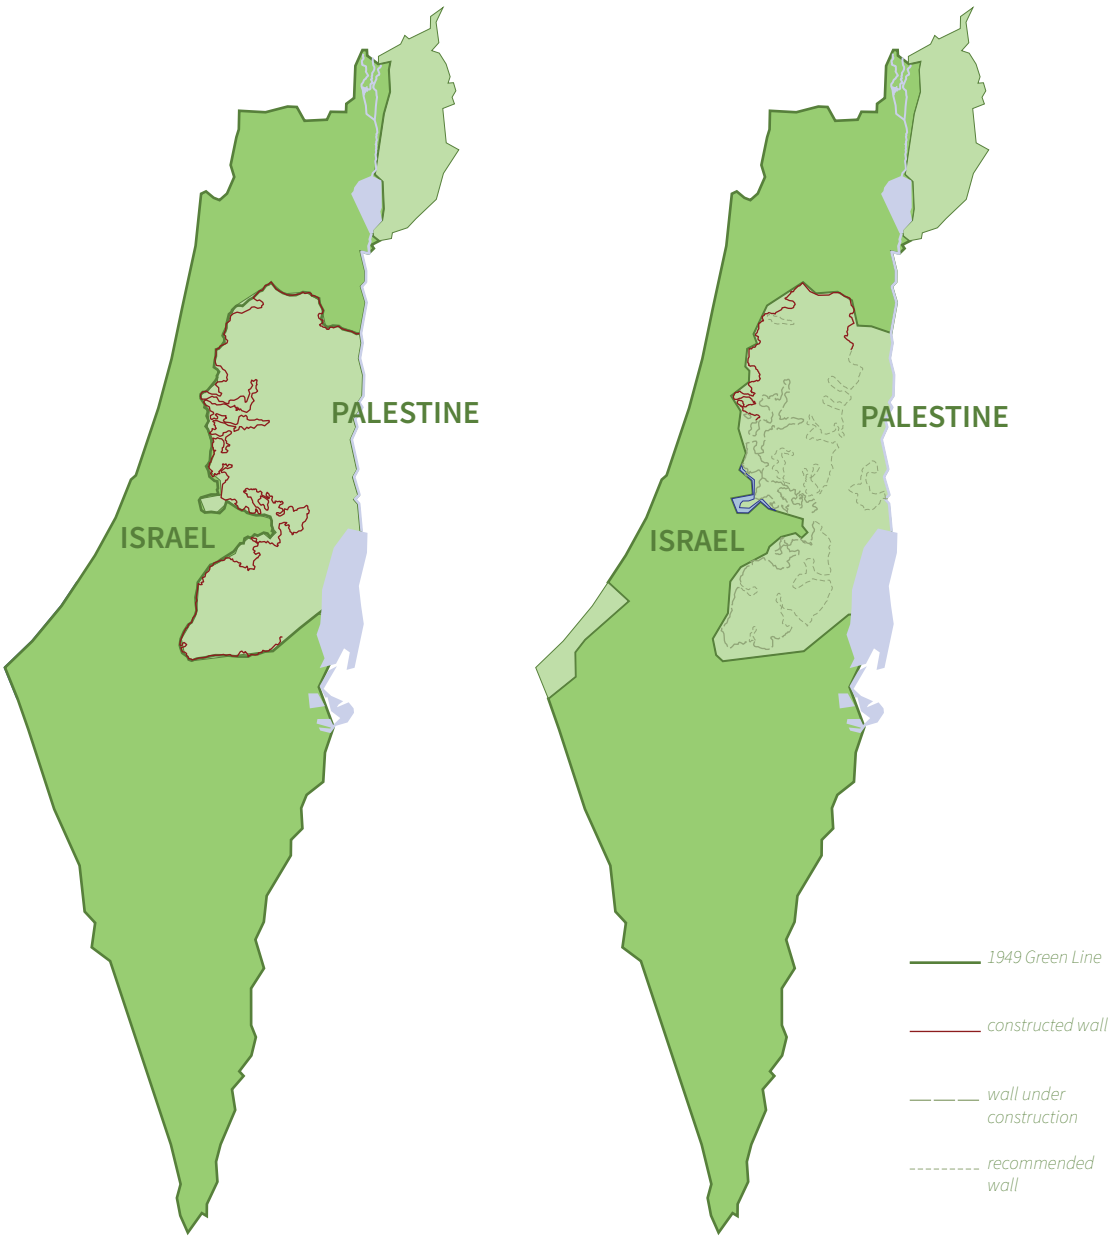 PALESTINE
ISRAEL
PALESTINE
ISRAEL
1949 Green Line
constructed wall
wall under
construction
recommended
wall